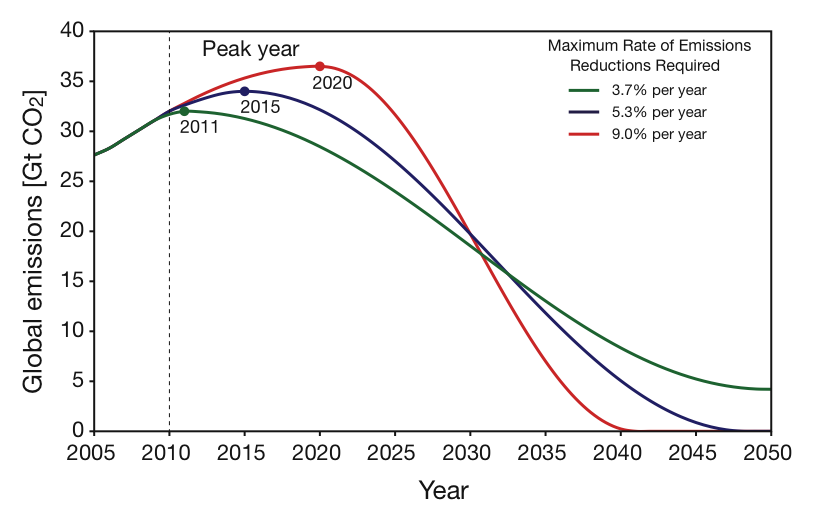 Peak year
Maximum Rate of Emissions
Reductions Required
3.7% per year
5.3% per year
9.0% per year
2011
2015
2020
Global emissions [Gt CO2]
40
35
30
25
20
15
10
5
0
2005 2010 2015 2020 2025 2030 2035 2040 2045 2050
Year